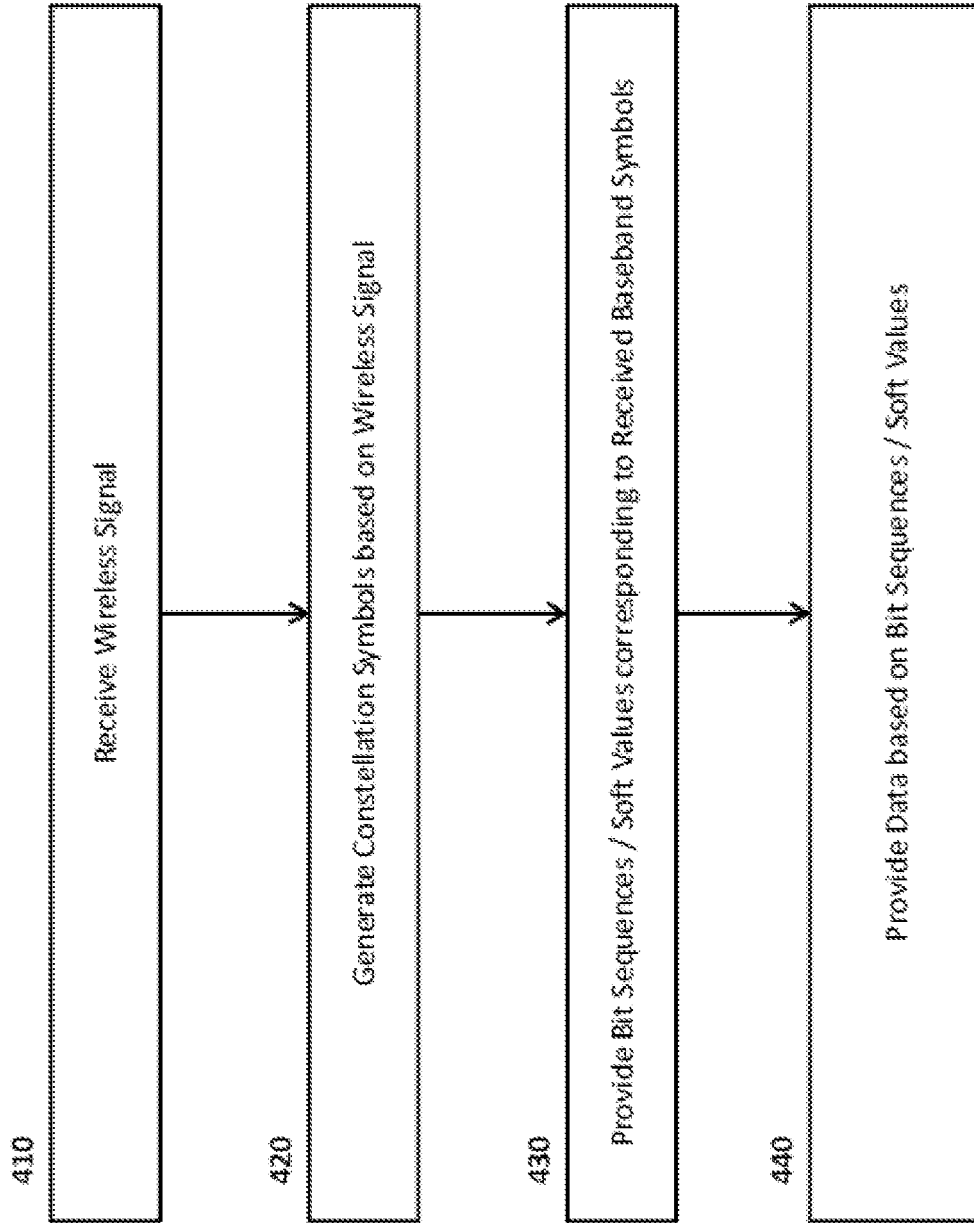 410
Receive Wireless Signal
420
Generate Constellation Symbols based on Wireless Signal
430
Provide Bit Sequences / Soft Values corresponding to Received Baseband Symbols
440
Provide Data based on Bit Sequences / Soft Values